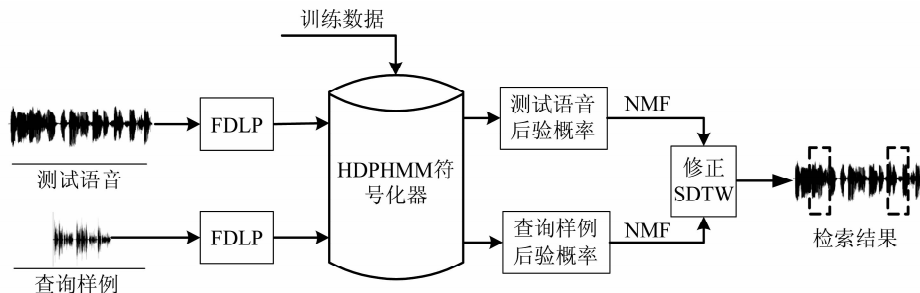 训练数据
测试语音
FDLP
HDPHMM符
号化器
测试语音
后验概率
NMF
修正
SDTW
检索结果
查询样例
FDLP
查询样例
后验概率
NMF